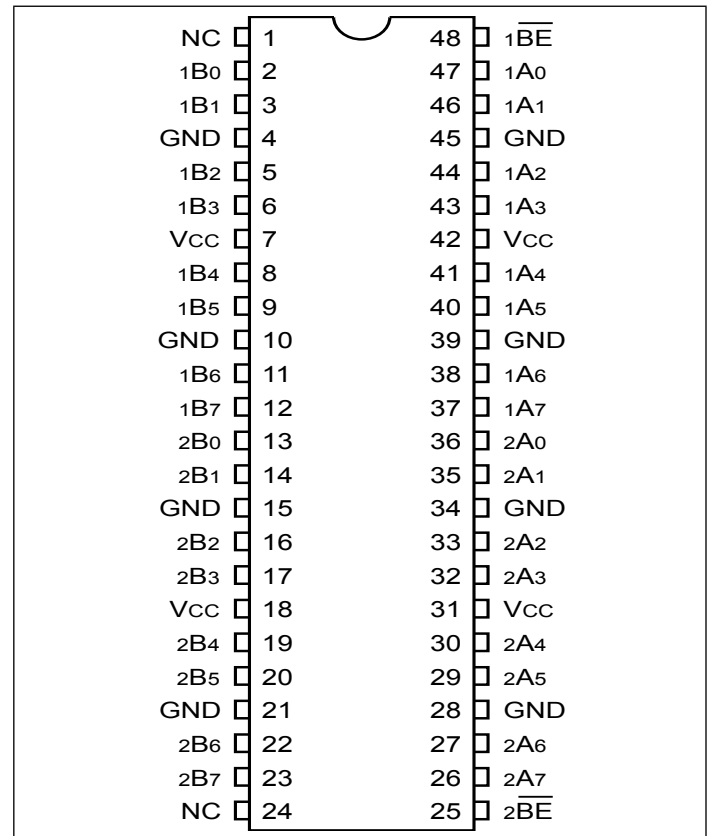 NC 1 48 1BE
1B0 2 47 1A0
1B1 3 46 1A1
GND 4 45 GND
1B2 5 44 1A2
1B3 6 43 1A3
VCC 7 42 VCC
1B4 8 41 1A4
1B5 9 40 1A5
GND 10 39 GND
1B6 11 38 1A6
1B7 12 37 1A7
2B0 13 36 2A0
2B1 14 35 2A1
GND 15 34 GND
2B2 16 33 2A2
2B3 17 32 2A3
VCC 18 31 VCC
2B4 19 30 2A4
2B5 20 29 2A5
GND 21 28 GND
2B6 22 27 2A6
2B7 23 26 2A7
NC 24 25 2BE